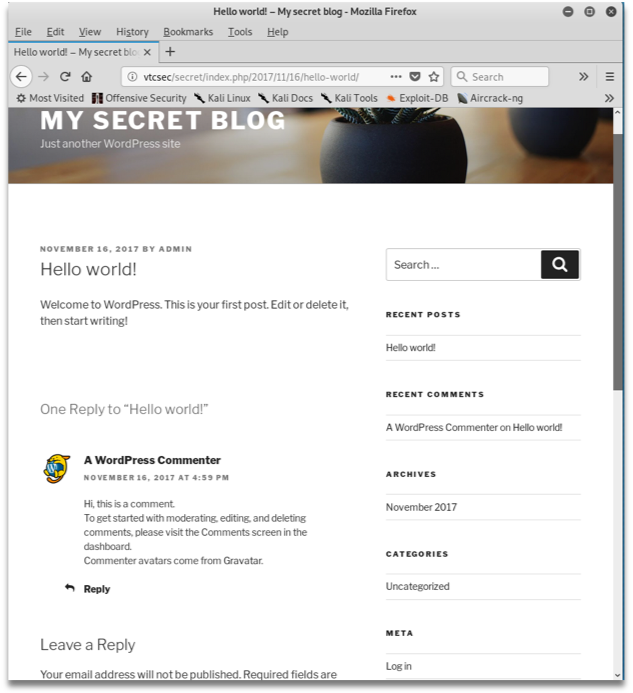 Hello world! – My secret blog - Mozilla Firefox
File Edit View History Bookmarks Tools Help
Hello world! – My secret blo
vtcsec/secret/index.php/2017/11/16/hello-world/
Search
Most Visited Offensive Security Kali Linux Kali Docs Kali Tools Exploit-DB Aircrack-ng
MY SECRET BLOG
Just another WordPress site
NOVEMBER 16, 2017 BY ADMIN
Hello world!
Welcome to WordPress. This is your first post. Edit or delete it,
then start writing!
One Reply to “Hello world!”
A WordPress Commenter
NOVEMBER 16, 2017 AT 4:59 PM
Hi, this is a comment.
To get started with moderating, editing, and deleting
comments, please visit the Comments screen in the
dashboard.
Commenter avatars come from Gravatar.
Reply
Leave a Reply
Your email address will not be published. Required fields are
Search …
RECENT POSTS
Hello world!
RECENT COMMENTS
A WordPress Commenter on Hello world!
ARCHIVES
November 2017
CATEGORIES
Uncategorized
META
Log in